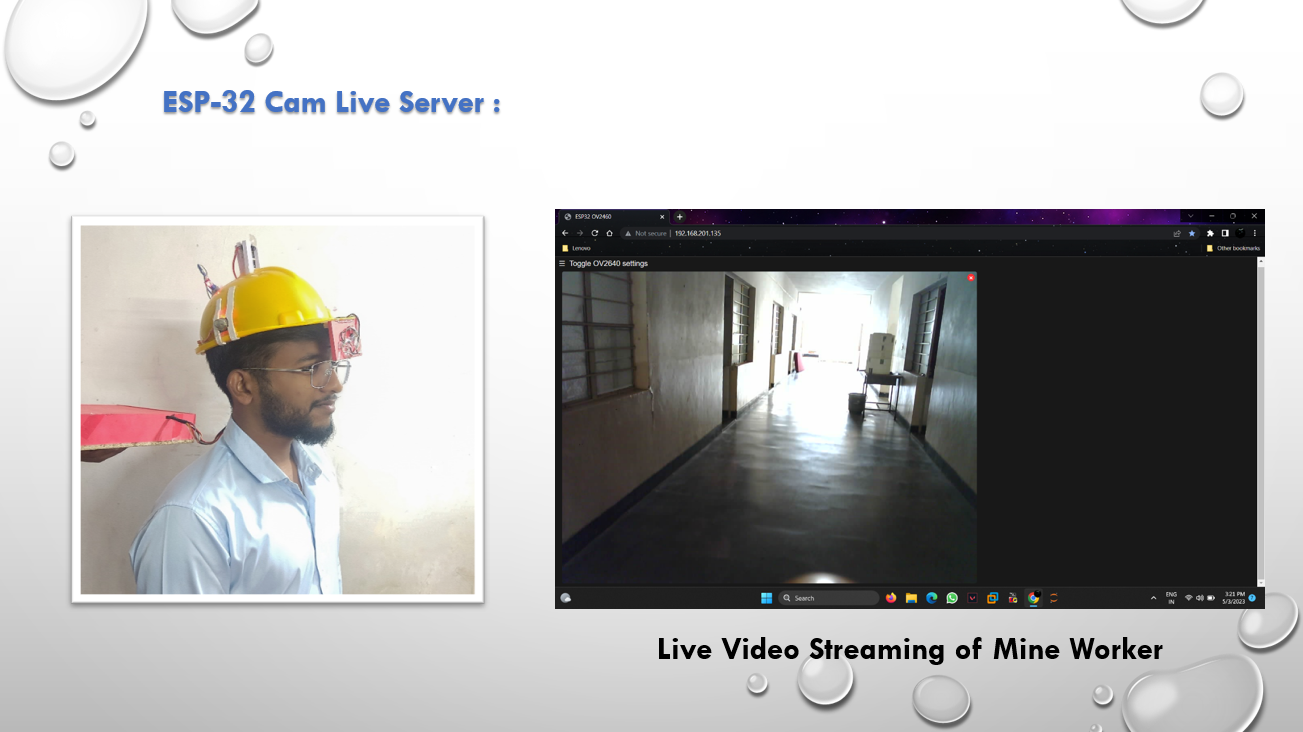 ESP-32 Cam Live Server :
ESP32 OV2460
Not secure | 192.168.201.135
Lenovo
Other bookmarks
Toggle OV2640 settings
Search
ENG
IN
3:21 PM
5/3/2023
Live Video Streaming of Mine Worker